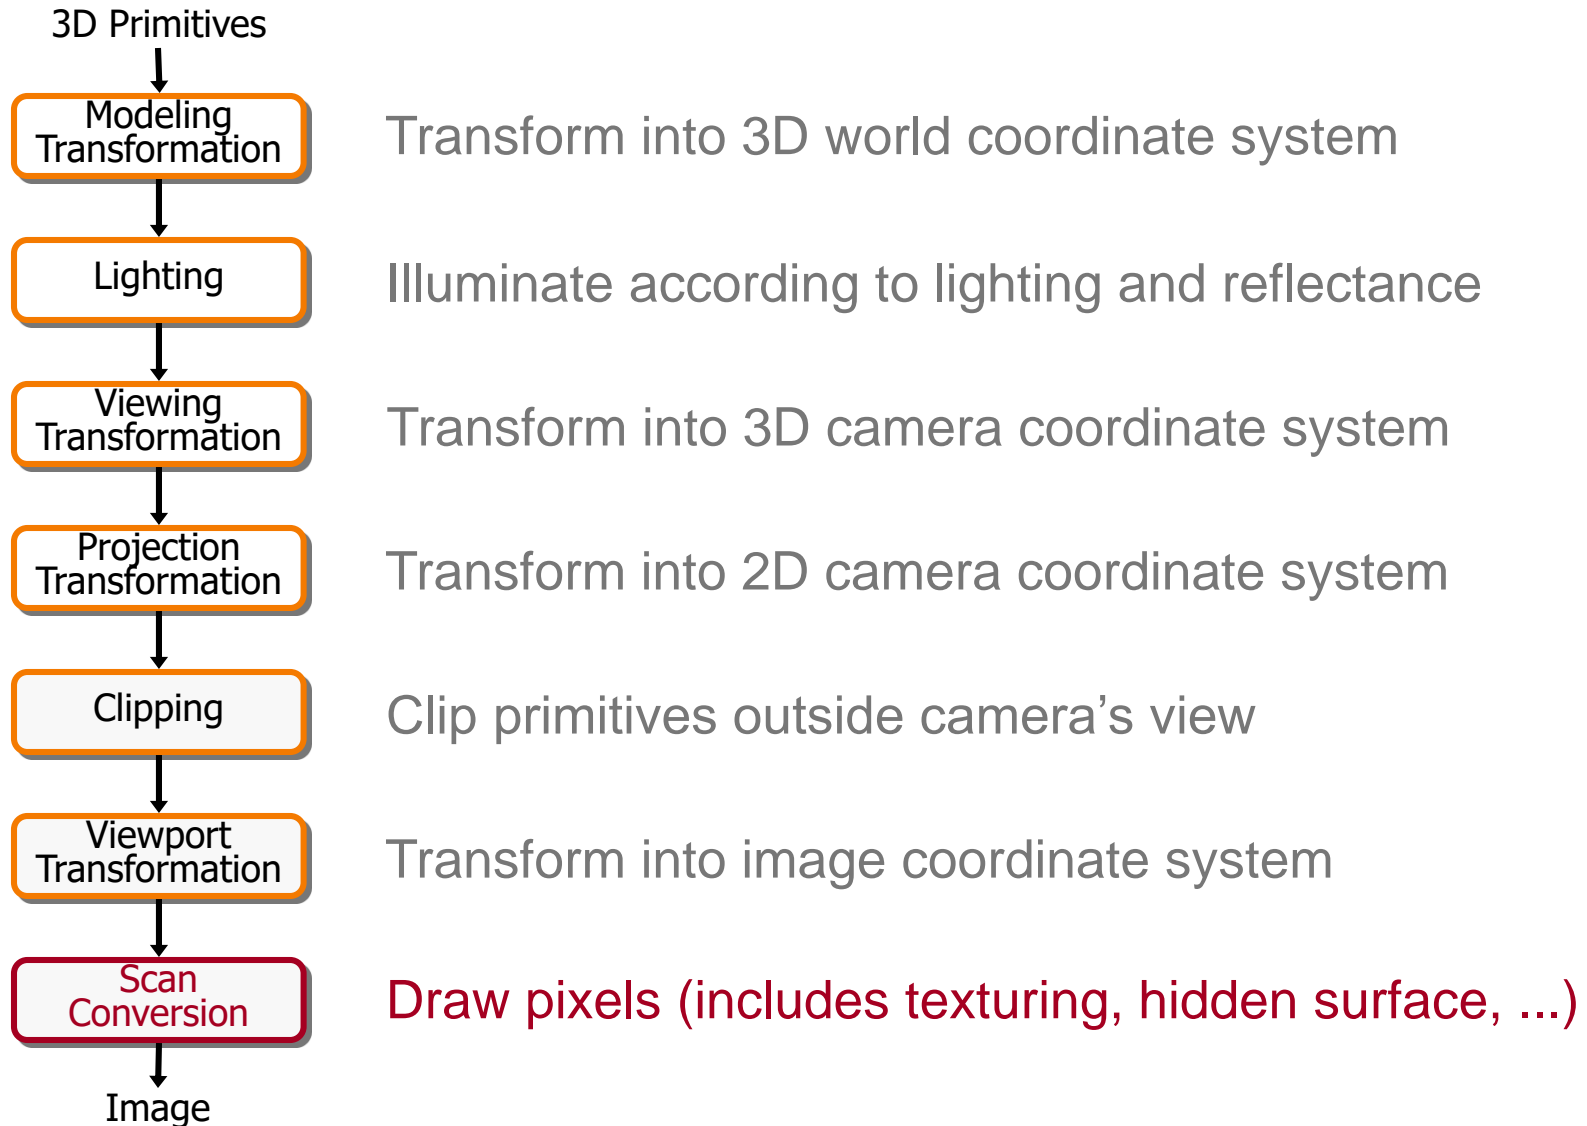 3D Primitives
Modeling
Transformation
Transform into 3D world coordinate system
Lighting
Illuminate according to lighting and reflectance
Viewing
Transformation
Transform into 3D camera coordinate system
Projection
Transformation
Transform into 2D camera coordinate system
Clipping
Clip primitives outside camera’s view
Viewport
Transformation
Transform into image coordinate system
Scan
Conversion
Draw pixels (includes texturing, hidden surface, ...)
Image